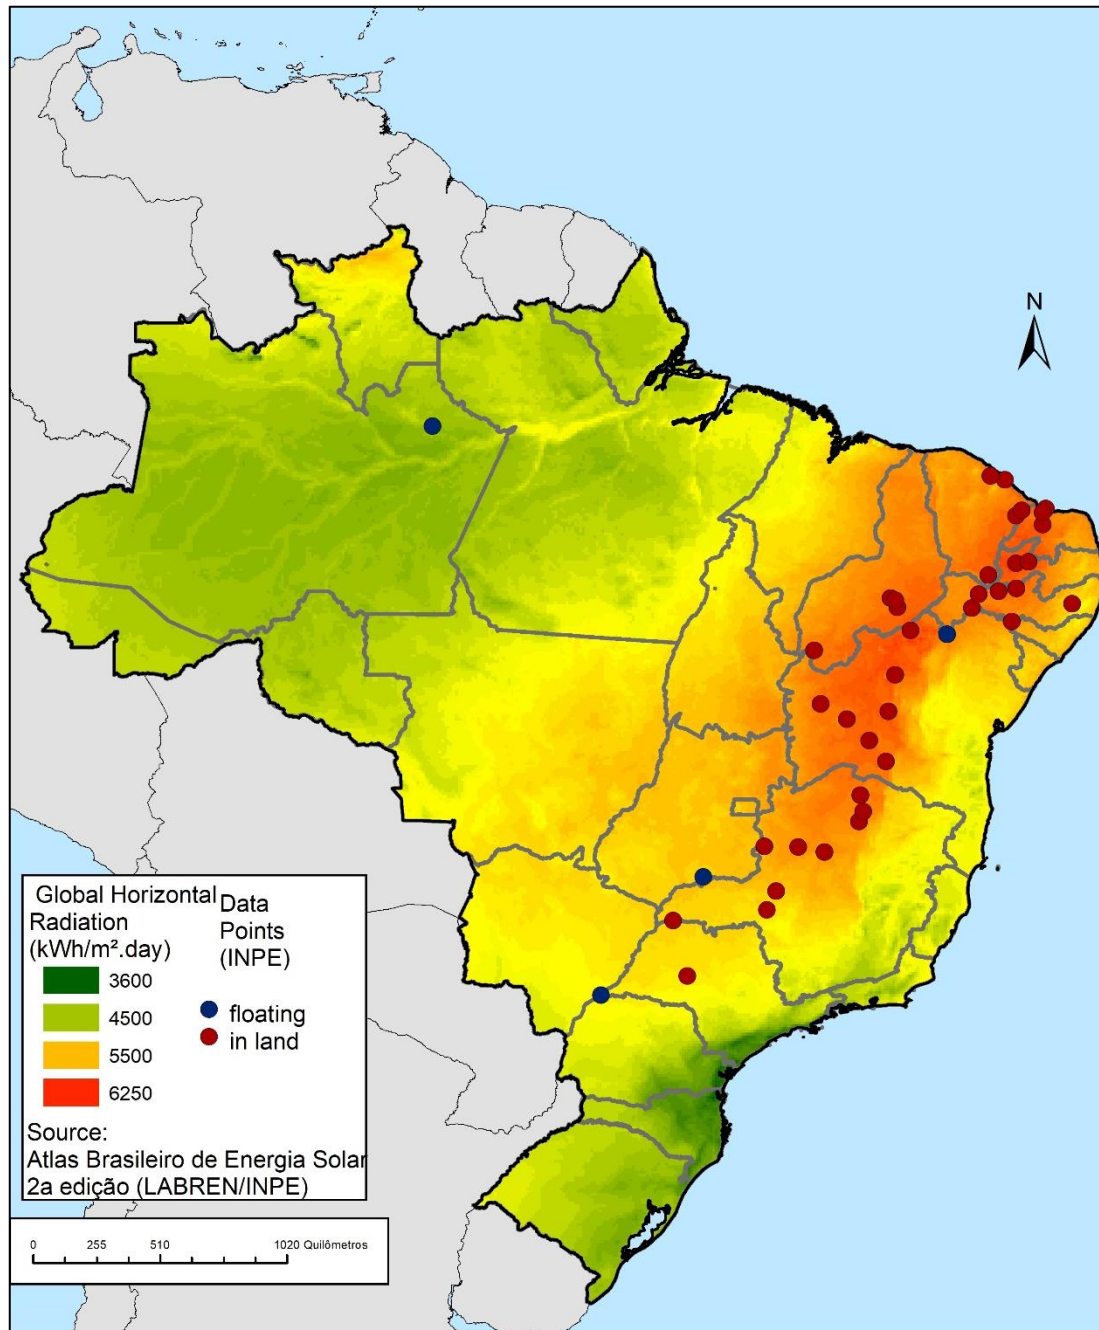 N
Global Horizontal
Radiation
(kWh/m².day)
3600
4500
5500
6250
Data
Points
(INPE)
floating
in land
Source:
Atlas Brasileiro de Energia Solar
2a edição (LABREN/INPE)
0 255 510 1020 Quilômetros